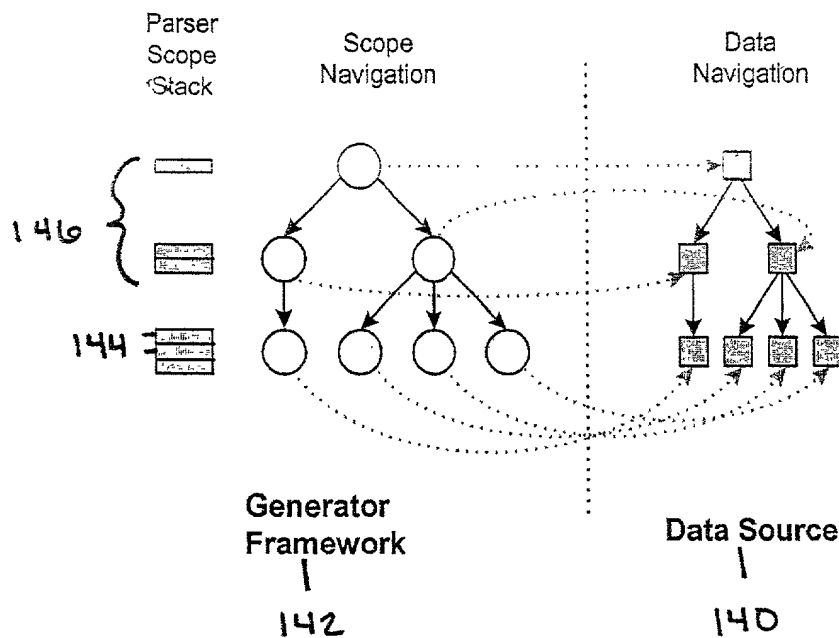 Parser
Scope
Stack
Scope
Navigation
Data
Navigation
146
144
Generator
Framework
142
Data Source
140